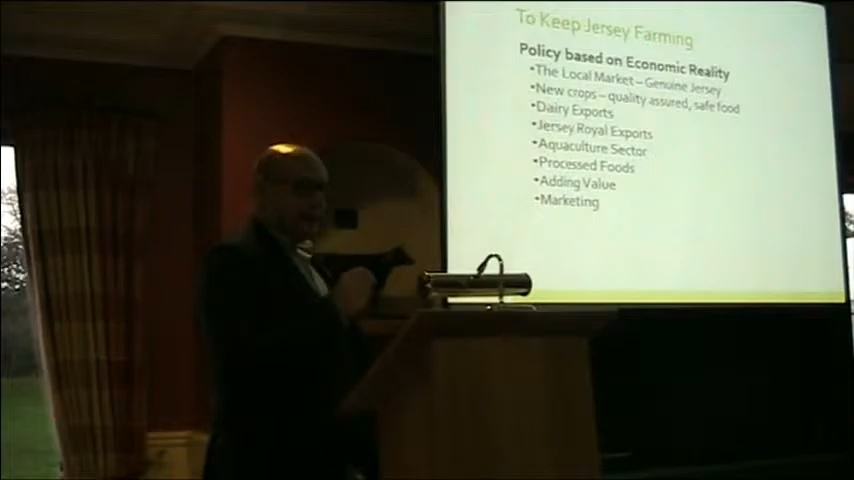 To Keep Jersey Farming
Policy based on Economic Reality
•The Local Market – Genuine Jersey
•New crops – quality assured, safe food
•Dairy Exports
•Jersey Royal Exports
•Aquaculture Sector
•Processed Foods
•Adding Value
•Marketing